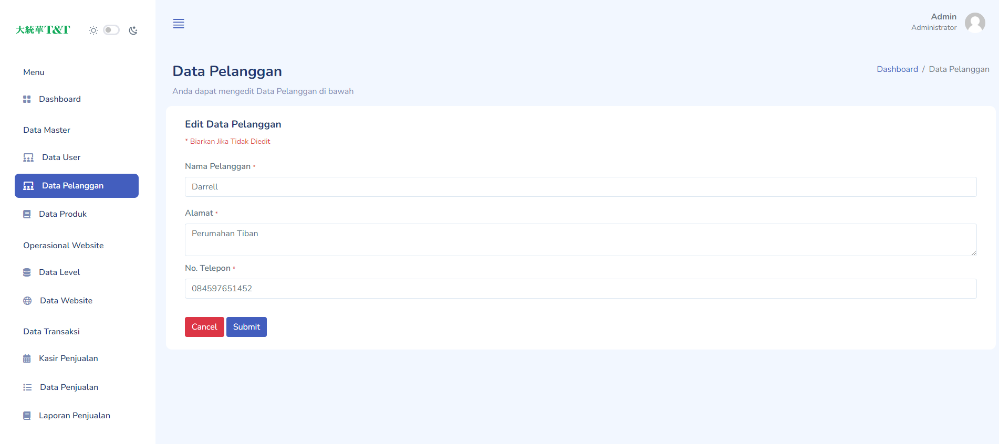 大統華T&T
Menu
Dashboard
Data Master
Data User
Data Pelanggan
Data Produk
Operasional Website
Data Level
Data Website
Data Transaksi
Kasir Penjualan
Data Penjualan
Laporan Penjualan
Admin
Administrator
Data Pelanggan
Anda dapat mengedit Data Pelanggan di bawah
Dashboard / Data Pelanggan
Edit Data Pelanggan
* Biarkan Jika Tidak Diedit
Nama Pelanggan *
Darrell
Alamat *
Perumahan Tiban
No. Telepon *
084597651452
Cancel Submit